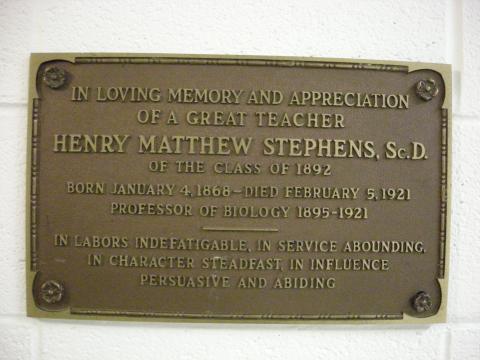 IN LOVING MEMORY AND APPRECIATION
OF A GREAT TEACHER
HENRY MATTHEW STEPHENS, Sc.D.
OF THE CLASS OF 1892
BORN JANUARY 4, 1868-DIED FEBRUARY 5, 1921
PROFESSOR OF BIOLOGY 1895-1921
IN LABORS INDEFATIGABLE, IN SERVICE ABOUNDING,
IN CHARACTER STEADFAST, IN INFLUENCE
PERSUASIVE AND ABIDING